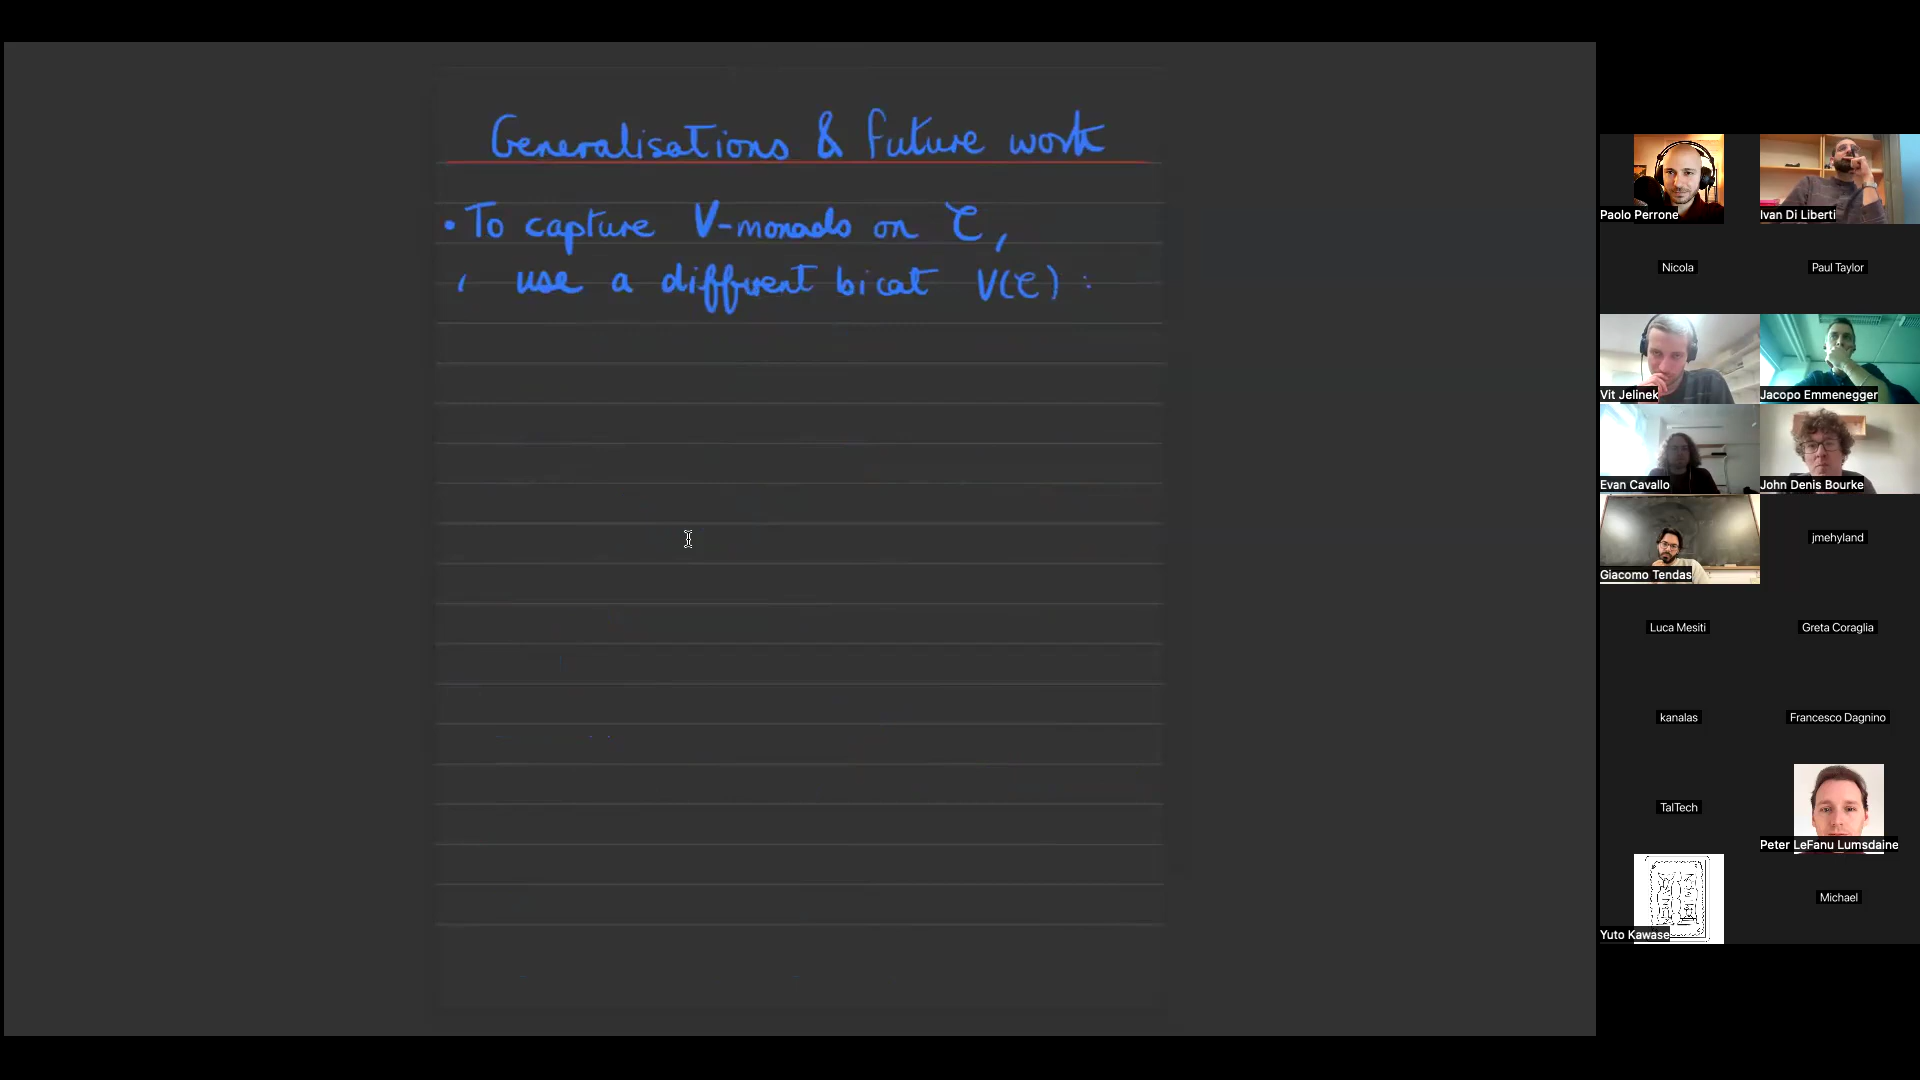 Generalisations & future work
• To capture V-monads on C,
use a different bicat V(C) :
Paolo Perrone
Ivan Di Liberti
Nicola
Paul Taylor
Vit Jelinek
Jacopo Emmenegger
Evan Cavallo
John Denis Bourke
Giacomo Tendas
jmehyland
Luca Mesiti
Greta Coraglia
kanalas
Francesco Dagnino
TalTech
Peter LeFanu Lumsdaine
Yuto Kawase
Michael